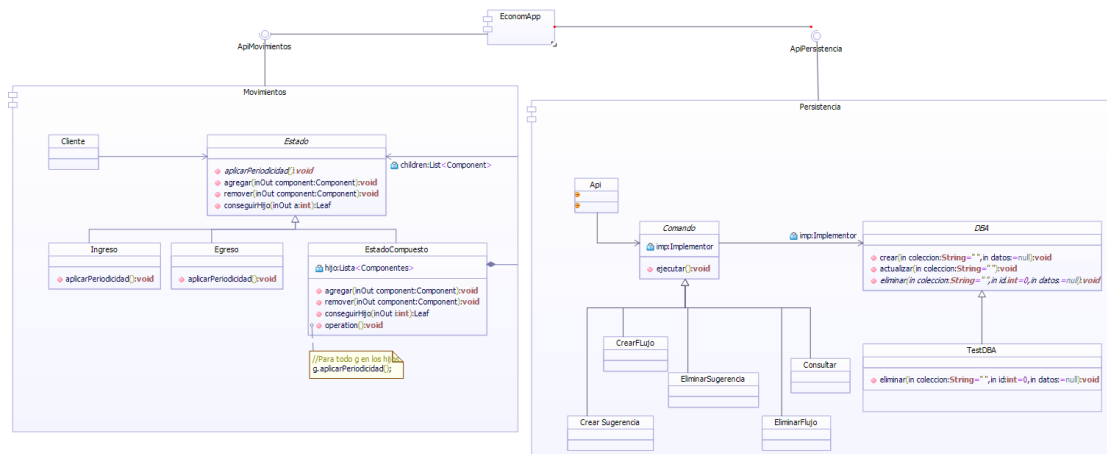 EconomApp
ApiMovimientos
ApiPersistencia
Movimientos
Cliente
Estado
aplicarPeriodicidad():void
agregar(inOut component:Component):void
remover(inOut component:Component):void
conseguirHijo(inOut a:int):Leaf
children:List<Component>
Ingreso
aplicarPeriodicidad():void
Egreso
aplicarPeriodicidad():void
EstadoCompuesto
hijo:Lista<Componentes>
agregar(inOut component:Component):void
remover(inOut component:Component):void
conseguirHijo(inOut i:int):Leaf
operation():void
//Para todo g en los hijos
g.aplicarPeriodicidad();
Persistencia
Api
Comando
imp:Implementor
ejecutar():void
imp:Implementor
DBA
crear(in coleccion:String="",in datos:=null):void
actualizar(in coleccion:String=""):void
eliminar(in coleccion:String="",in id:int=0,in datos:=null):void
TestDBA
eliminar(in coleccion:String="",in id:int=0,in datos:=null):void
CrearFLujo
EliminarSugerencia
Consultar
Crear Sugerencia
EliminarFlujo